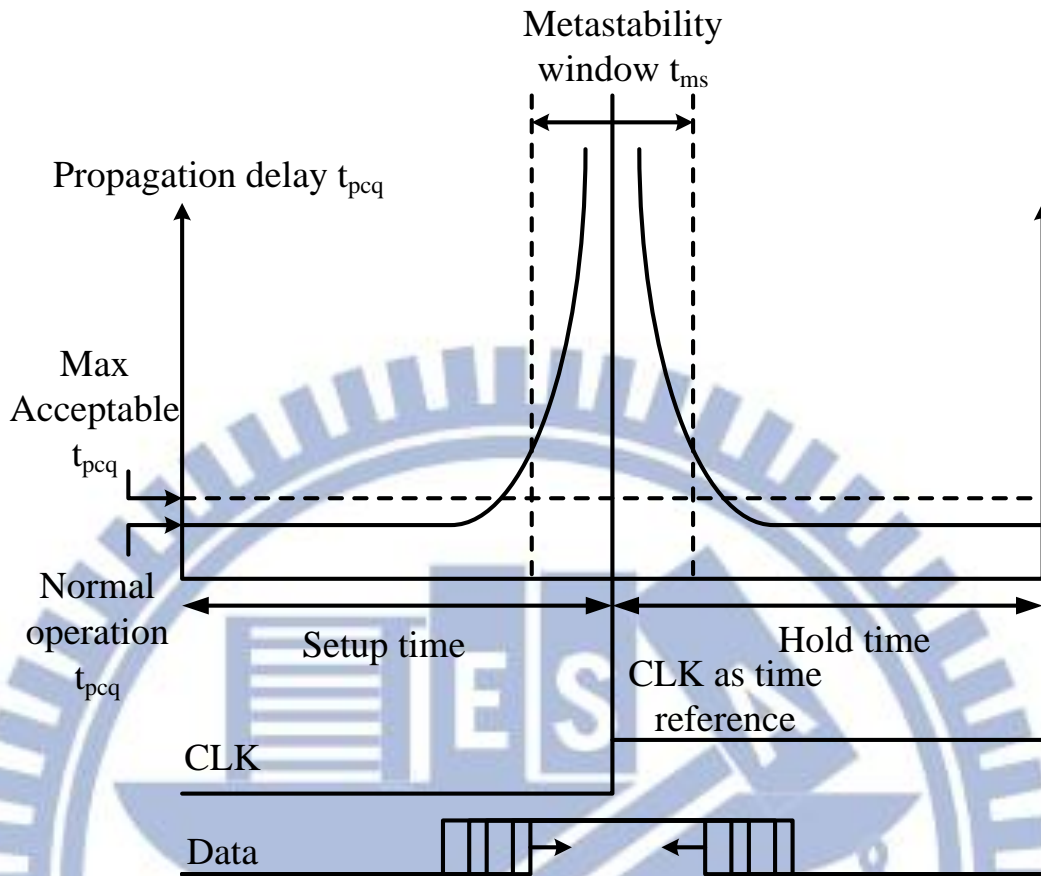 Metastability
window tms
Propagation delay tpcq
Max
Acceptable
tpcq
Normal
operation
tpcq
Setup time
Hold time
CLK as time
reference
CLK
Data
E S